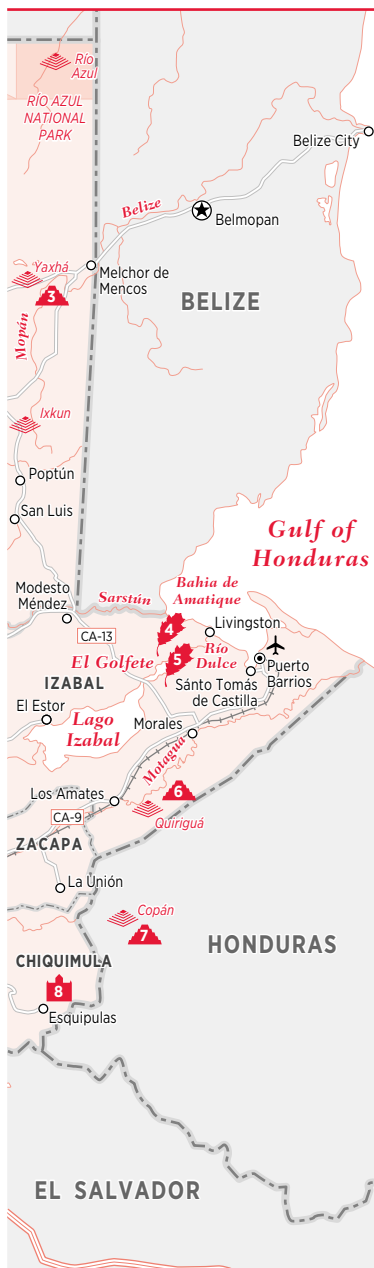 Río
Azul
RÍO AZUL
NATIONAL
PARK
Belize City
Belize
Belmopan
Yaxhá
Melchor de
Mencos
3
BELIZE
Mopán
Ixkun
Poptún
San Luis
Gulf of
Honduras
Modesto
Méndez
Sarstún
Bahia de
Amatique
CA-13
4
Livingston
El Golfete
5
Río
Dulce
Puerto
Barrios
IZABAL
Sánto Tomás
de Castilla
El Estor
Lago
Izabal
Morales
Motagua
Los Amates
6
CA-9
Quiriguá
ZACAPA
La Unión
Copán
7
HONDURAS
CHIQUIMULA
8
Esquipulas
EL SALVADOR